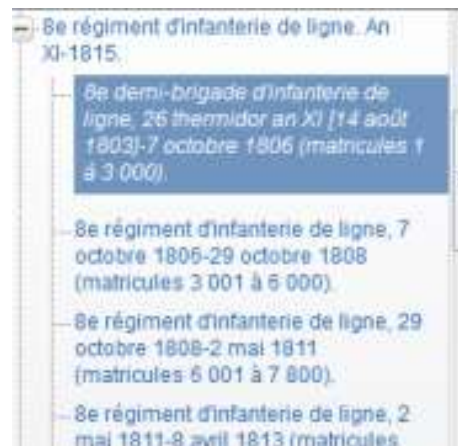 8e régiment d'infanterie de ligne. An
XI-1815.
8e demi-brigade d'infanterie de
ligne, 26 thermidor an XI [14 août
1803]-7 octobre 1806 (matricules 1
à 3 000).
8e régiment d'infanterie de ligne, 7
octobre 1806-29 octobre 1808
(matricules 3 001 à 6 000).
8e régiment d'infanterie de ligne, 29
octobre 1808-2 mai 1811
(matricules 6 001 à 7 800).
8e régiment d'infanterie de ligne, 2
mai 1811-8 avril 1813 (matricules